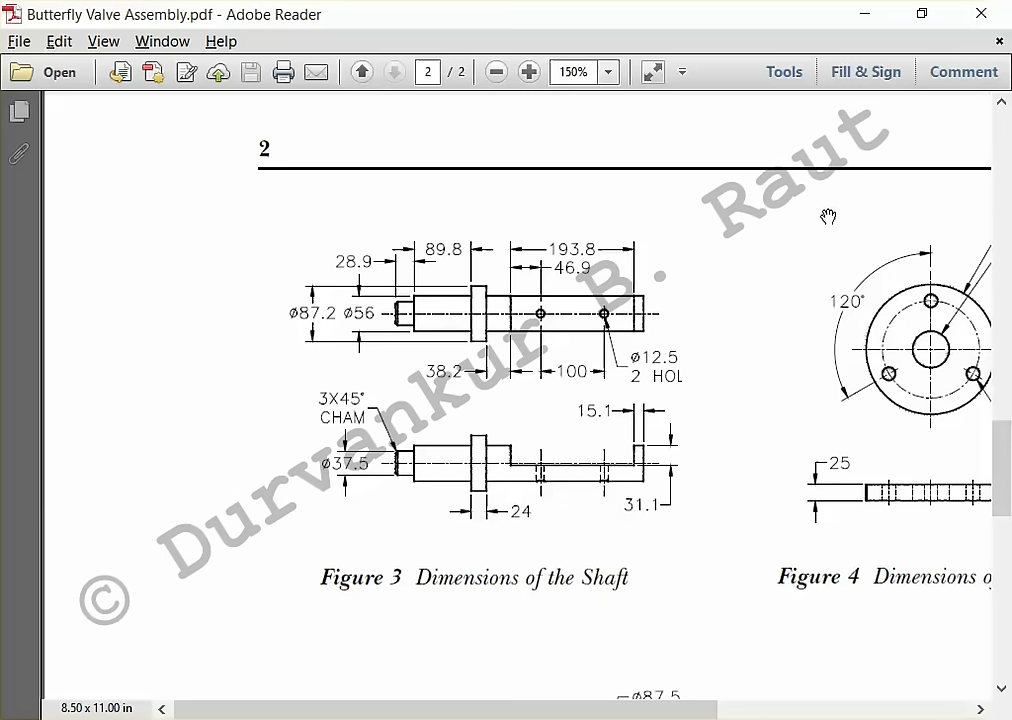 Butterfly Valve Assembly.pdf - Adobe Reader
File Edit View Window Help
Open 2 / 2 150% Tools Fill & Sign Comment
2
89.8 193.8
28.9 46.9
ø87.2 ø56
120°
ø12.5
38.2 100 2 HOL
3X45°
CHAM
15.1
ø37.5
25
24 31.1
Figure 3 Dimensions of the Shaft
Figure 4 Dimensions o
© Durvankur B. Raut
ø87.5
8.50 x 11.00 in